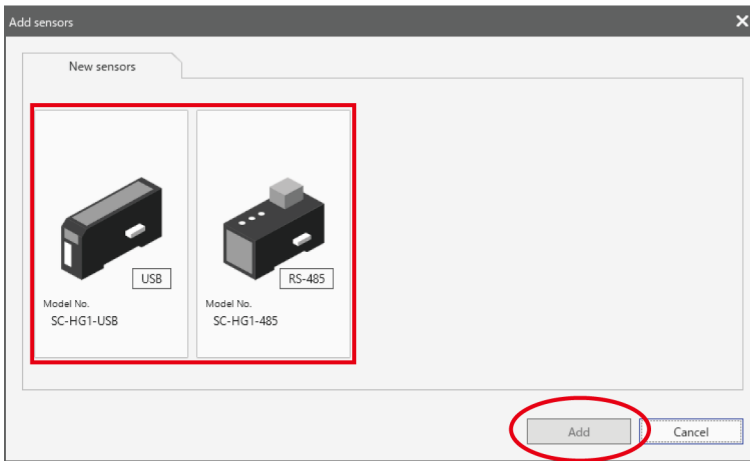 Add sensors
New sensors
USB
Model No.
SC-HG1-USB
RS-485
Model No.
SC-HG1-485
Add
Cancel